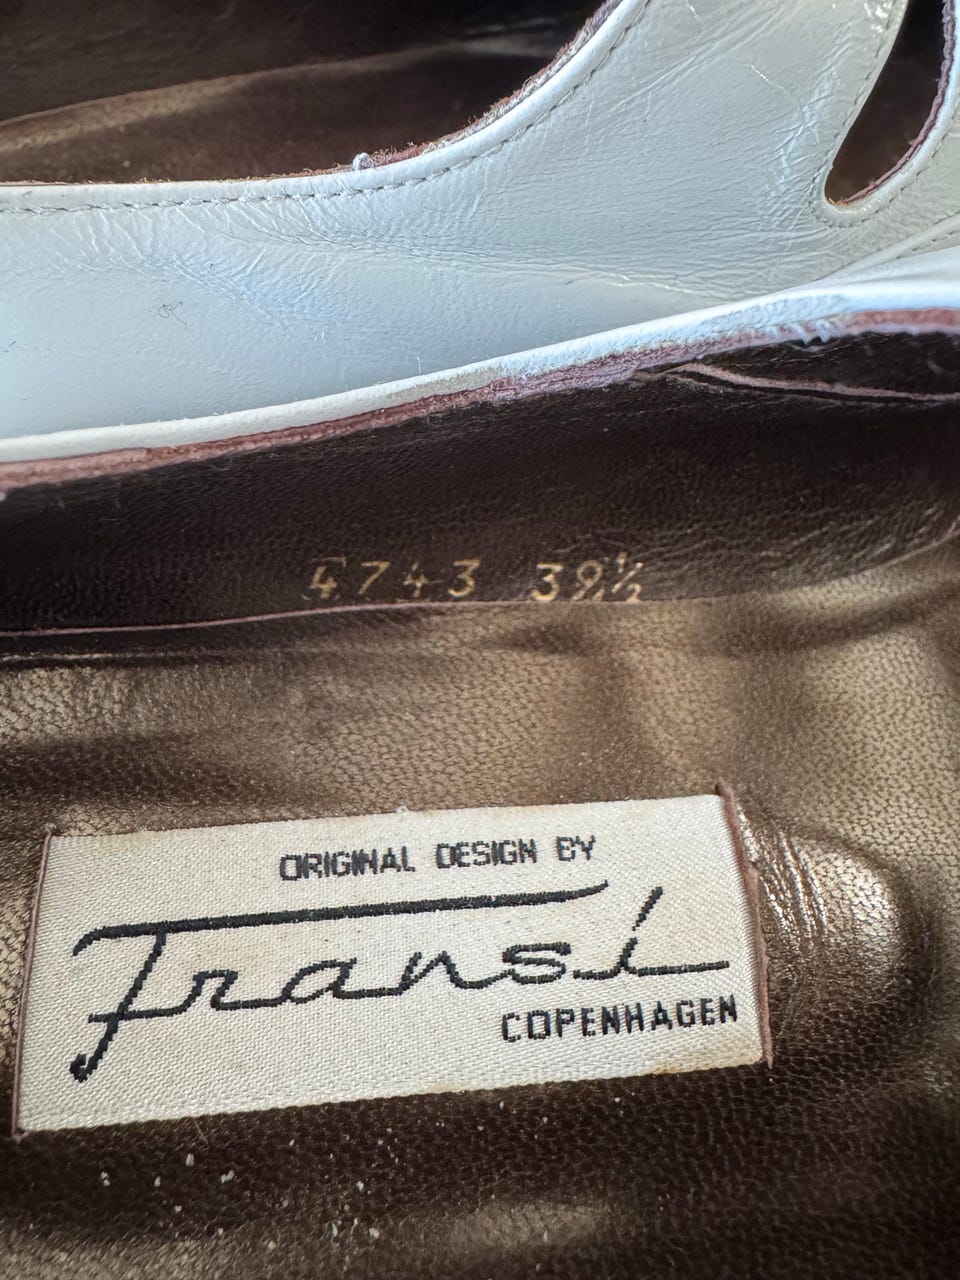 4743 39½
ORIGINAL DESIGN BY
Fransi
COPENHAGEN